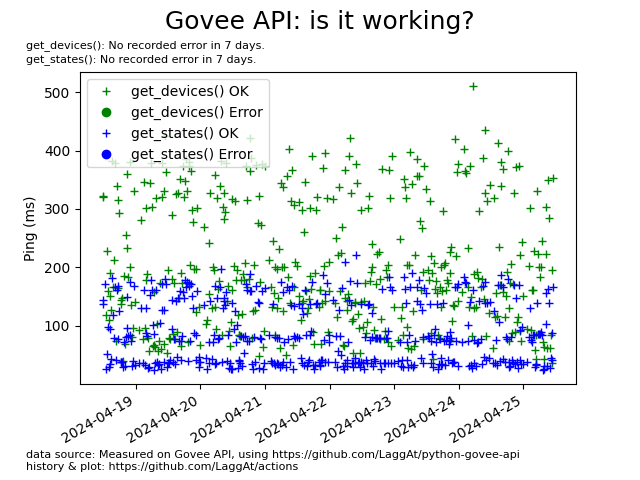 Govee API: is it working?
get_devices(): No recorded error in 7 days.
get_states(): No recorded error in 7 days.
get_devices() OK
get_devices() Error
get_states() OK
get_states() Error
500
400
300
200
100
Ping (ms)
2024-04-19
2024-04-20
2024-04-21
2024-04-22
2024-04-23
2024-04-24
2024-04-25
data source: Measured on Govee API, using https://github.com/LaggAt/python-govee-api
history & plot: https://github.com/LaggAt/actions